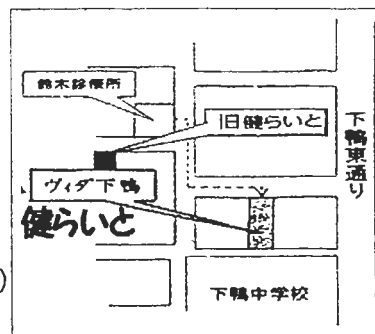 鈴木診療所
旧健らいと
下鴨東通り
ヴィダ下鴨
健らいと
下鴨中学校
)